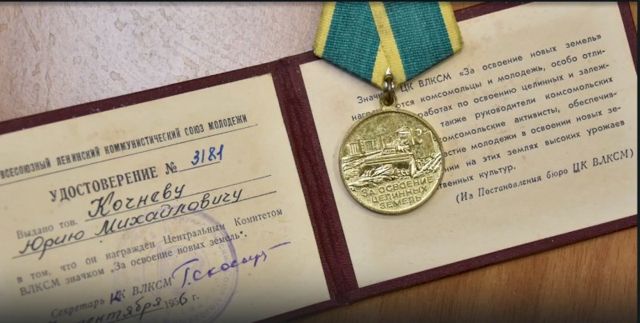 ВСЕСОЮЗНЫЙ ЛЕНИНСКИЙ КОММУНИСТИЧЕСКИЙ СОЮЗ МОЛОДЕЖИ
УДОСТОВЕРЕНИЕ № 3181
Выдано тов. Кочневу
Юрию Михайловичу
в том, что он награжден Центральным Комитетом
ВЛКСМ значком „За освоение новых земель"
Секретарь ЦК ВЛКСМ
сентября 1956 г.
ЦК ВЛКСМ «За освоение новых земель»
комсомольцы и молодежь, особо отли-
работах по освоению целинных и залеж-
также руководители комсомольских
комсомольские активисты, обеспечив-
молодежи в освоении новых зе-
на этих землях высоких урожаев
культур.
(Из Постановления бюро ЦК ВЛКСМ)
ЗА ОСВОЕНИЕ
ЦЕЛИННЫХ
ЗЕМЕЛЬ